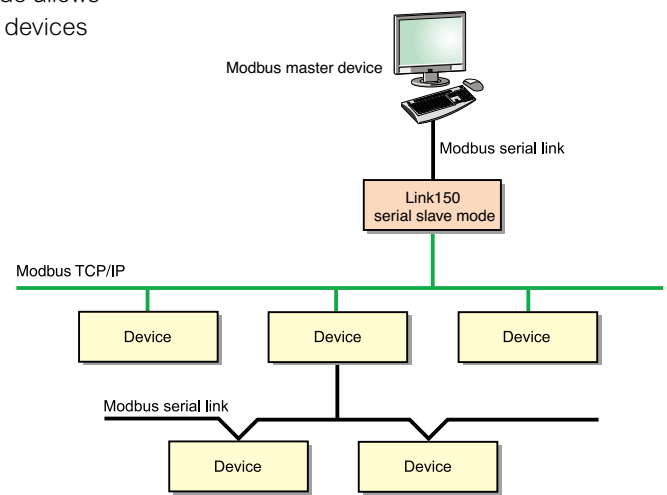 de allows
devices
Modbus master device
Modbus serial link
Link150
serial slave mode
Modbus TCP/IP
Device
Device
Device
Modbus serial link
Device
Device